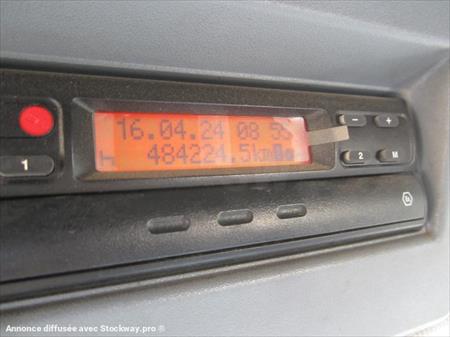 16.04.24 08 55
484224.5km
1
- +
2 M
Annonce diffusée avec Stockway.pro ®